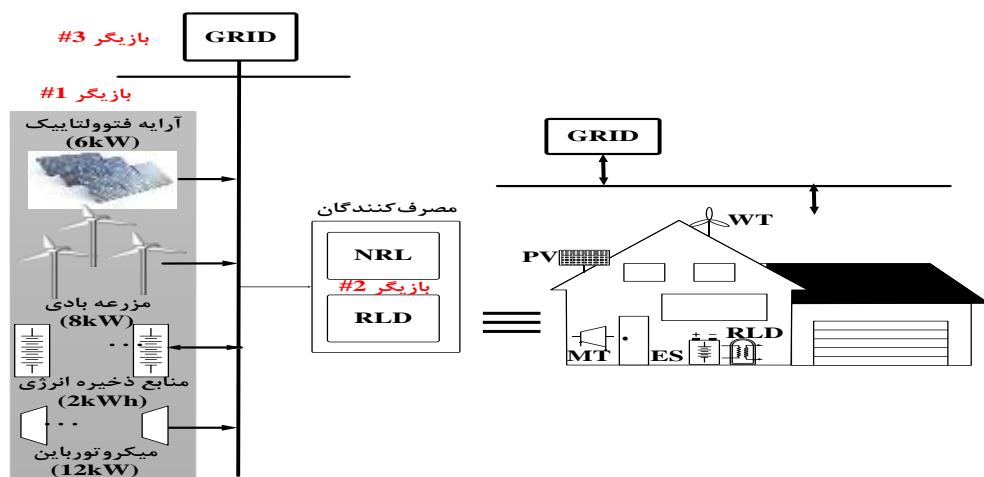 بازیگر 3#
GRID
بازیگر 1#
آرایه فتوولتاییک
(6kW)
مزرعه بادی
(8kW)
منابع ذخیره انرژی
(2kWh)
میکروتورباین
(12kW)
مصرف‌کنندگان
NRL
بازیگر 2#
RLD
GRID
WT
PV
MT
ES
+ −
RLD